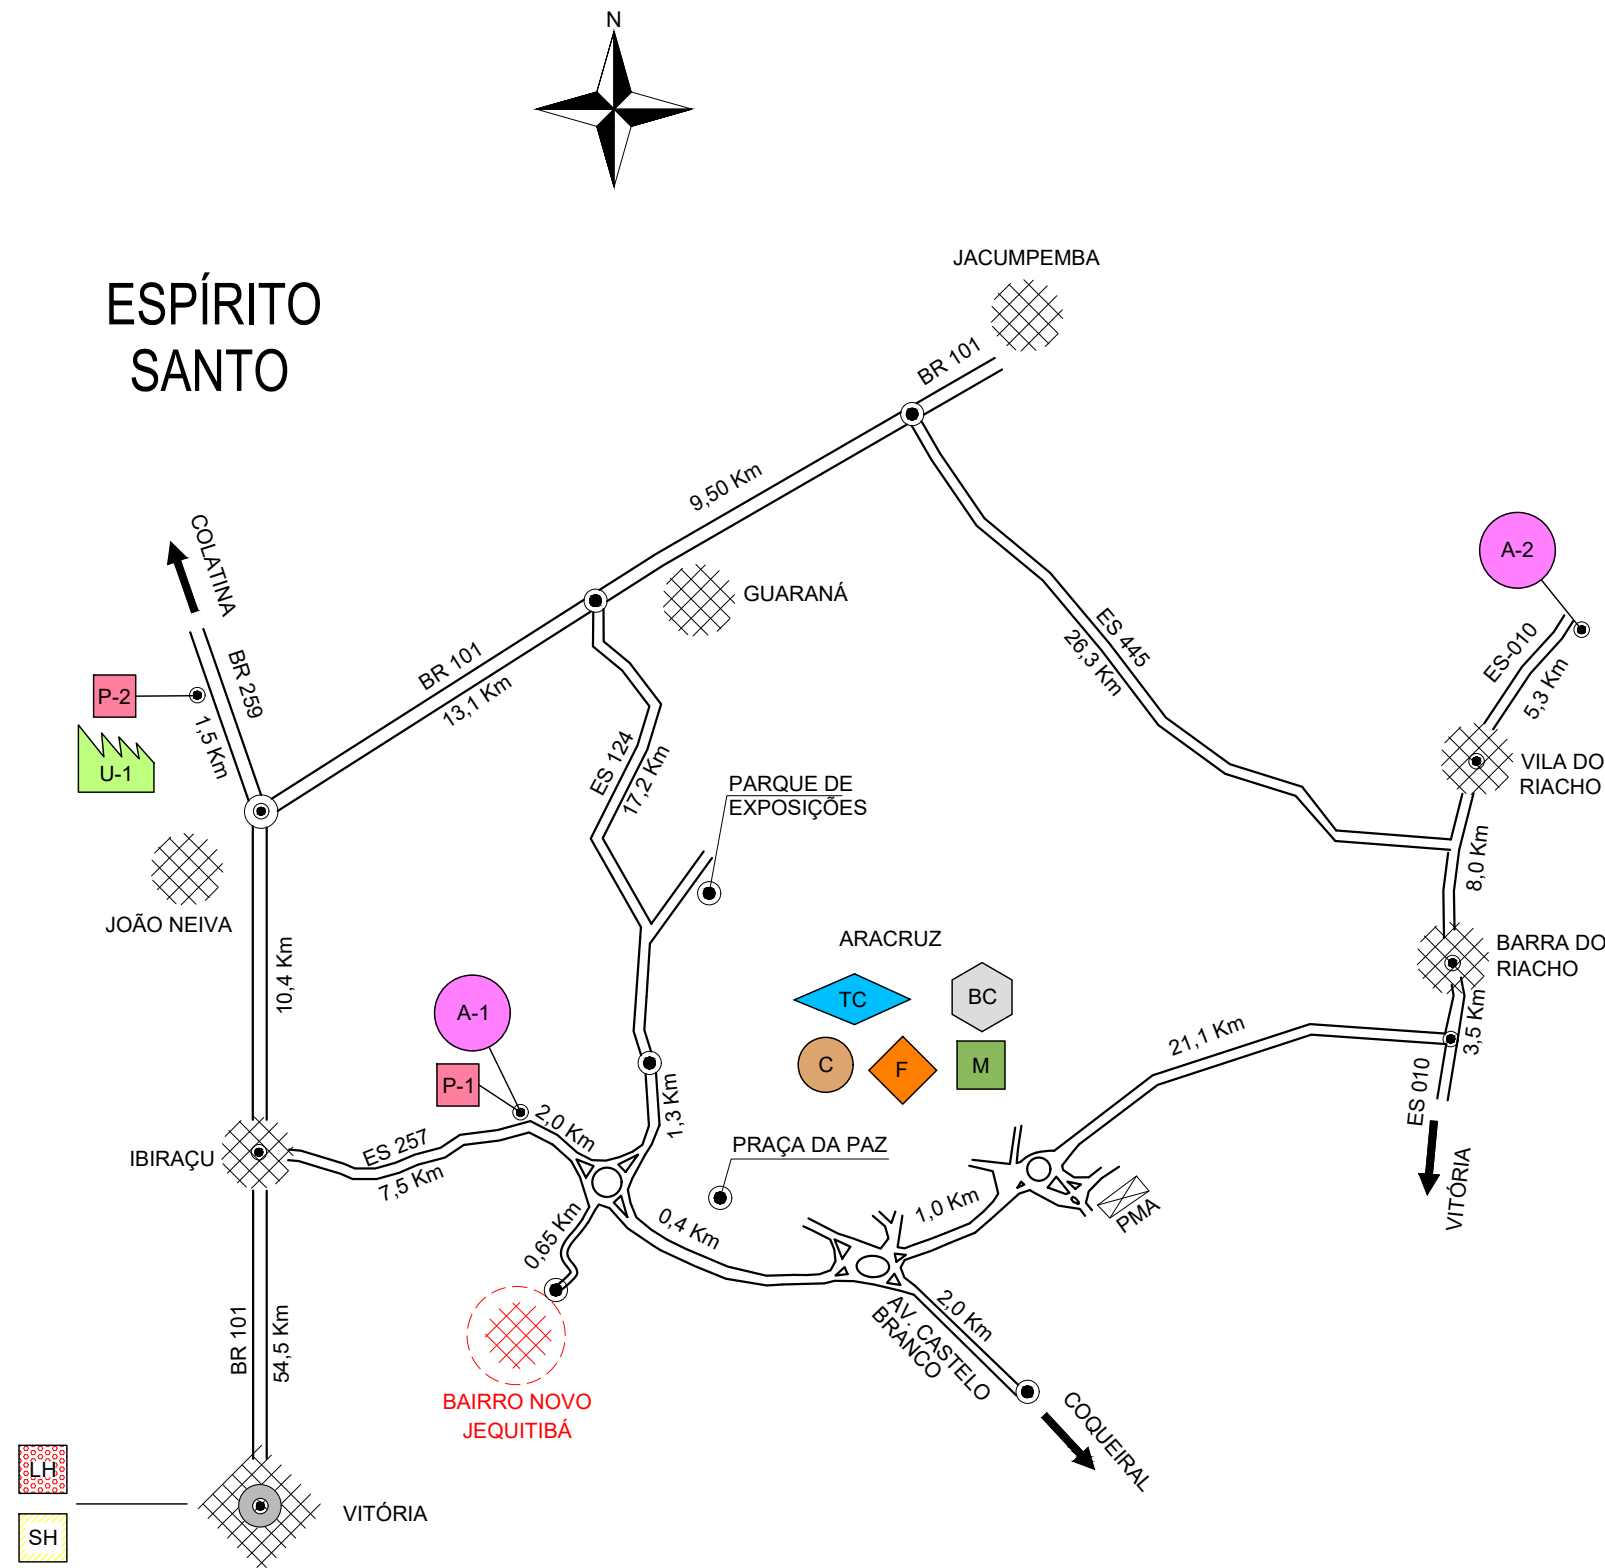 N
JACUMPEMBA
ESPÍRITO
SANTO
BR 101
9,50 Km
COLATINA
A-2
GUARANÁ
ES 445
26,3 Km
ES-010
5,3 Km
BR 259
P-2
1,5 Km
U-1
BR 101
13,1 Km
ES 124
17,2 Km
VILA DO
RIACHO
PARQUE DE
EXPOSIÇÕES
8,0 Km
JOÃO NEIVA
ARACRUZ
BARRA DO
RIACHO
10,4 Km
TC
BC
A-1
C
F
M
P-1
21,1 Km
3,5 Km
ES 010
2,0 Km
1,3 Km
ES 257
7,5 Km
IBIRAÇU
PRAÇA DA PAZ
VITÓRIA
PMA
1,0 Km
0,4 Km
0,65 Km
AV. CASTELO
BRANCO
2,0 Km
BR 101
54,5 Km
BAIRRO NOVO
JEQUITIBÁ
COQUEIRAL
LH
SH
VITÓRIA